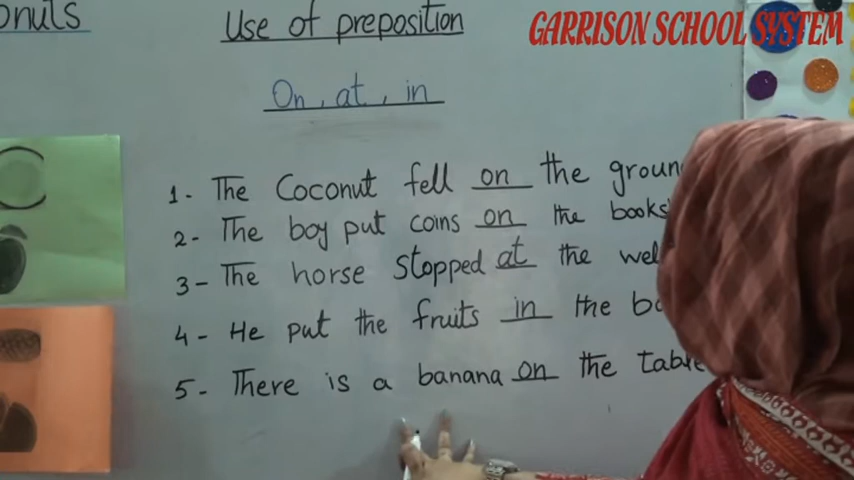 Use of preposition
GARRISON SCHOOL SYSTEM
On, at, in
1- The Coconut fell on the
2- The boy put coins on the
3- The horse stopped at the
4- He put the fruits in the
5- There is a banana on the table